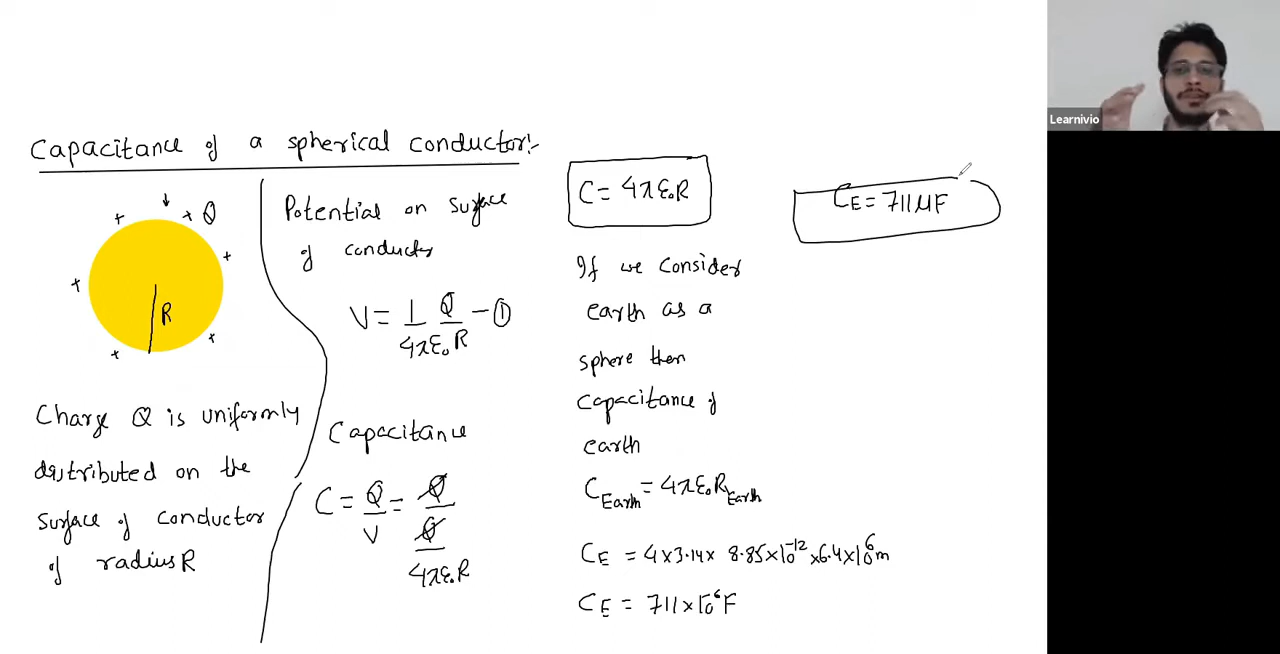 Capacitance of a spherical conductor:-
+ + Q
+ +
R
+ +
Charge Q is uniformly
distributed on the
surface of conductor
of radius R
Potential on surface
of conductor
V = 1/4πε₀ Q/R - ①
Capacitance
C = Q/V = Q/(Q/4πε₀R)
C = 4πε₀R
If we consider
earth as a
sphere then
capacitance of
earth
C_Earth = 4πε₀R_Earth
C_E = 4×3.14× 8.85×10⁻¹² ×6.4×10⁶m
C_E = 711×10⁻⁶F
C_E = 711μF
Learnivio